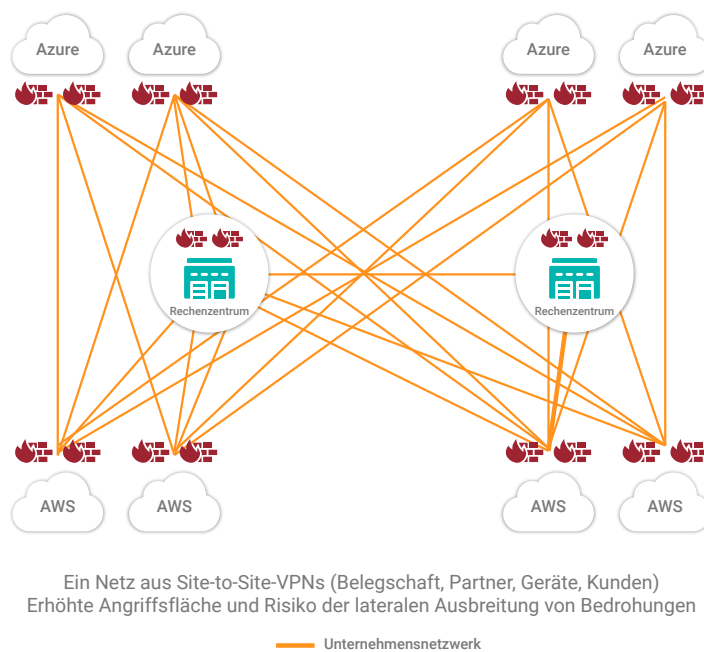 Azure
Azure
Azure
Azure
Rechenzentrum
Rechenzentrum
AWS
AWS
AWS
AWS
Ein Netz aus Site-to-Site-VPNs (Belegschaft, Partner, Geräte, Kunden)
Erhöhte Angriffsfläche und Risiko der lateralen Ausbreitung von Bedrohungen
Unternehmensnetzwerk